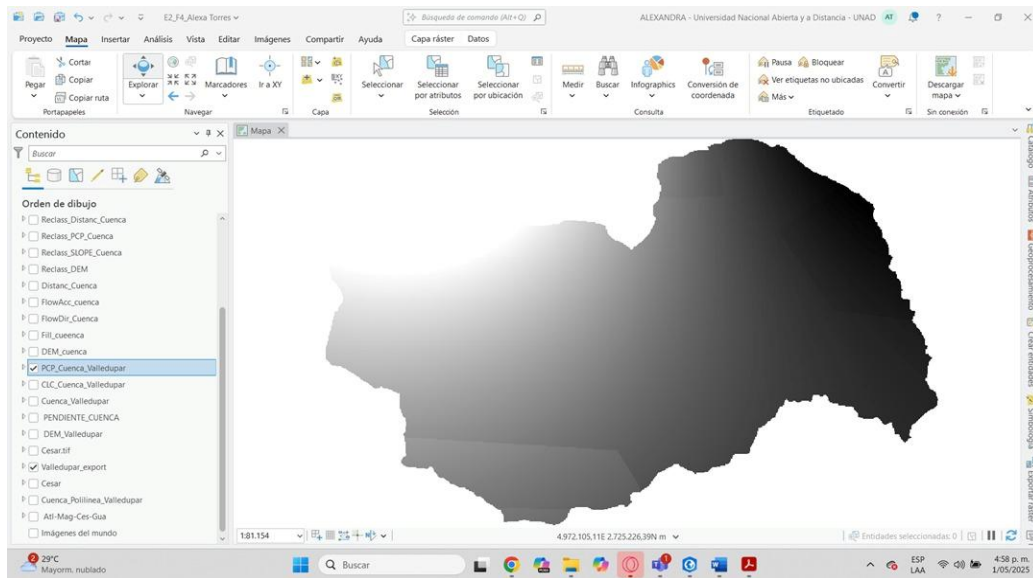 E2_F4_Alexa Torres
Búsqueda de comando (Alt+Q)
ALEXANDRA - Universidad Nacional Abierta y a Distancia - UNAD
AT
?
Proyecto Mapa Insertar Análisis Vista Editar Imágenes Compartir Ayuda Capa ráster Datos
Pegar
Cortar
Copiar
Copiar ruta
Portapapeles
Explorar
Marcadores
Ir a XY
Navegar
Capa
Seleccionar
Seleccionar por atributos
Seleccionar por ubicación
Selección
Medir
Buscar
Infographics
Conversión de coordenada
Consulta
Pausa
Bloquear
Ver etiquetas no ubicadas
Más
Convertir
Etiquetado
Descargar mapa
Sin conexión
Contenido
Buscar
Orden de dibujo
Reclass_Distanc_Cuenca
Reclass_PCP_Cuenca
Reclass_SLOPE_Cuenca
Reclass_DEM
Distanc_Cuenca
FlowAcc_cuenca
FlowDir_Cuenca
Fill_cueenca
DEM_cuenca
PCP_Cuenca_Valledupar
CLC_Cuenca_Valledupar
Cuenca_Valledupar
PENDIENTE_CUENCA
DEM_Valledupar
Cesar.tif
Valledupar_export
Cesar
Cuenca_Polilinea_Valledupar
Atl-Mag-Ces-Gua
Imágenes del mundo
Mapa
Catálogo
Atributos
Geoprocesamiento
Crear entidades
Simbología
Exportar ráster
1:81.154
4.972.105,11E 2.725.226,39N m
Entidades seleccionadas: 0
2
29°C
Mayorm. nublado
Buscar
1
ESP
LAA
4:58 p. m.
1/05/2025